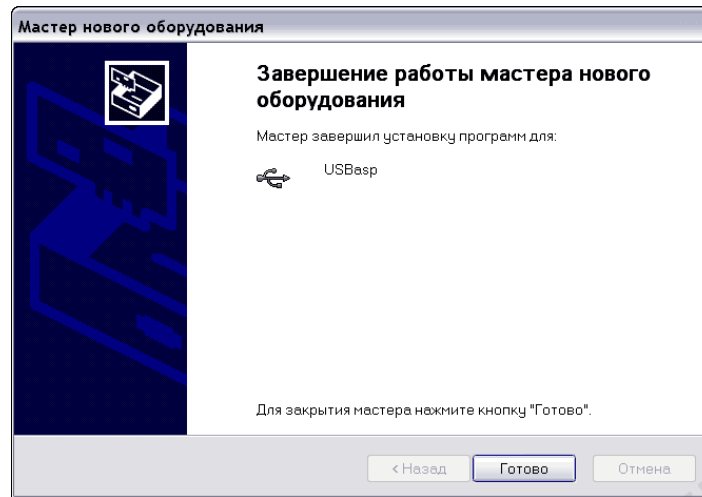 Мастер нового оборудования
Завершение работы мастера нового
оборудования
Мастер завершил установку программ для:
USBasp
Для закрытия мастера нажмите кнопку "Готово".
< Назад Готово Отмена